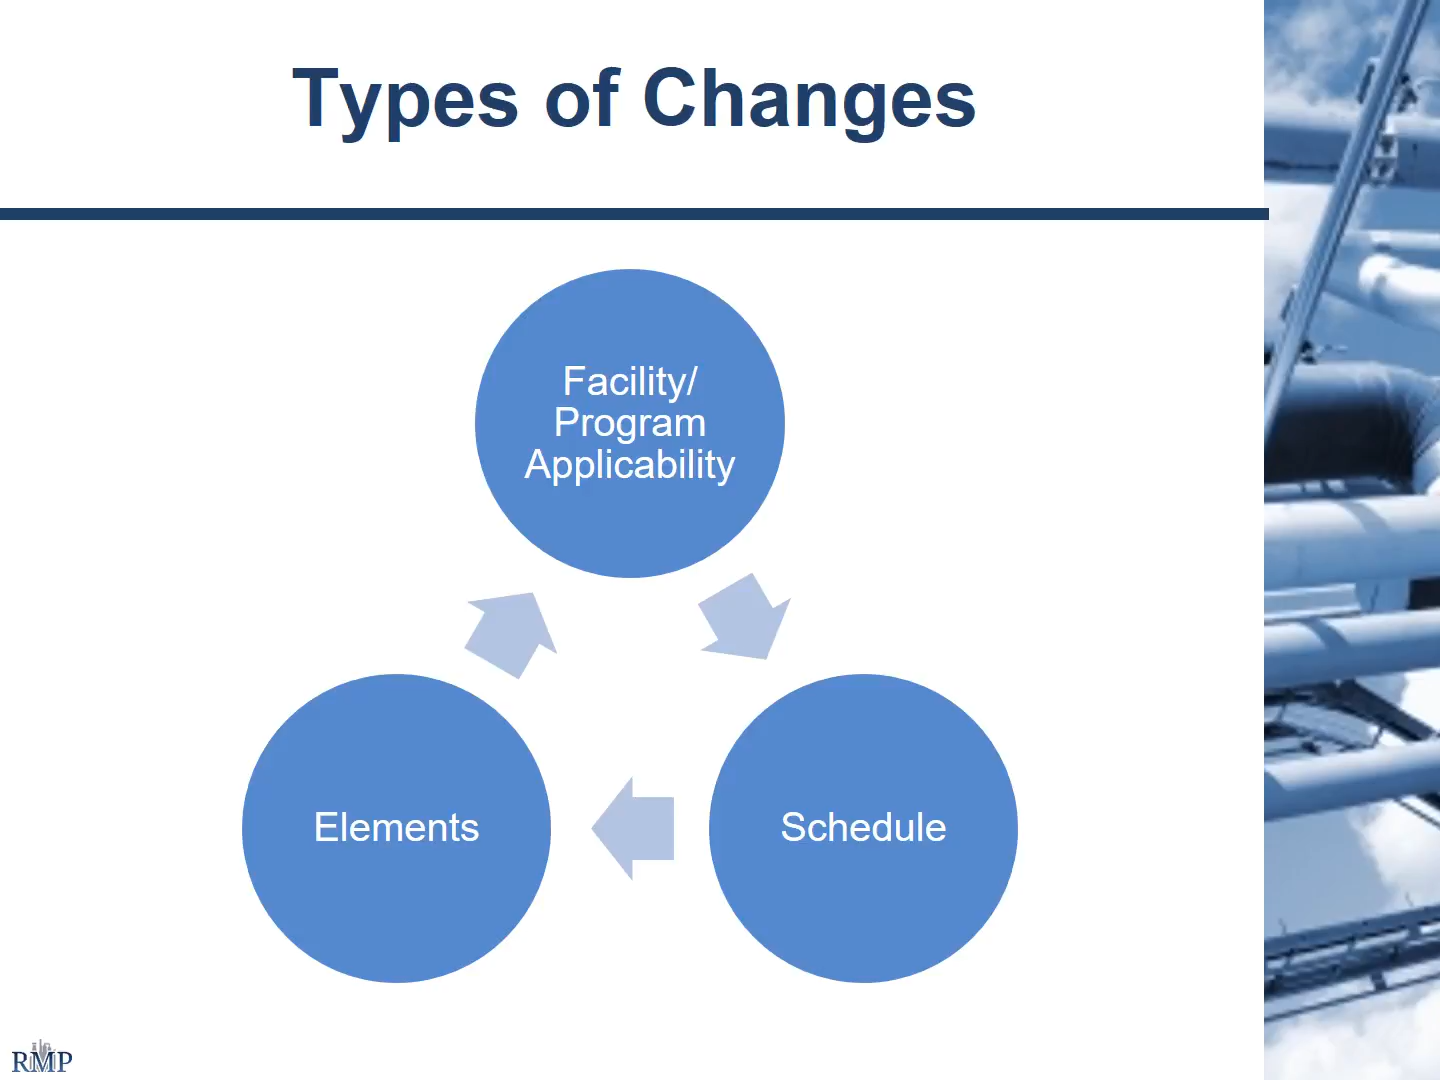 Types of Changes
Facility/
Program
Applicability
Elements
Schedule
RMP